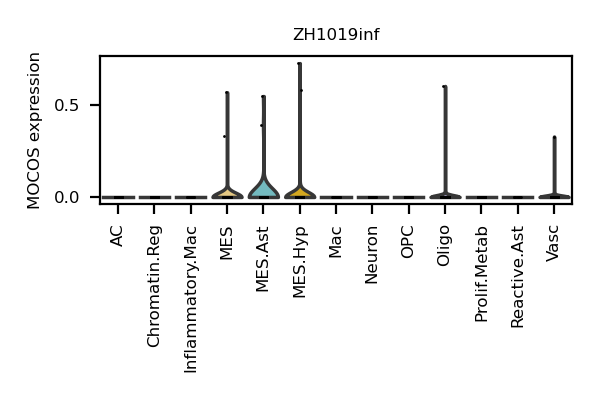 ZH1019inf
MOCOS expression
0.5
0.0
AC
Chromatin.Reg
Inflammatory.Mac
MES
MES.Ast
MES.Hyp
Mac
Neuron
OPC
Oligo
Prolif.Metab
Reactive.Ast
Vasc